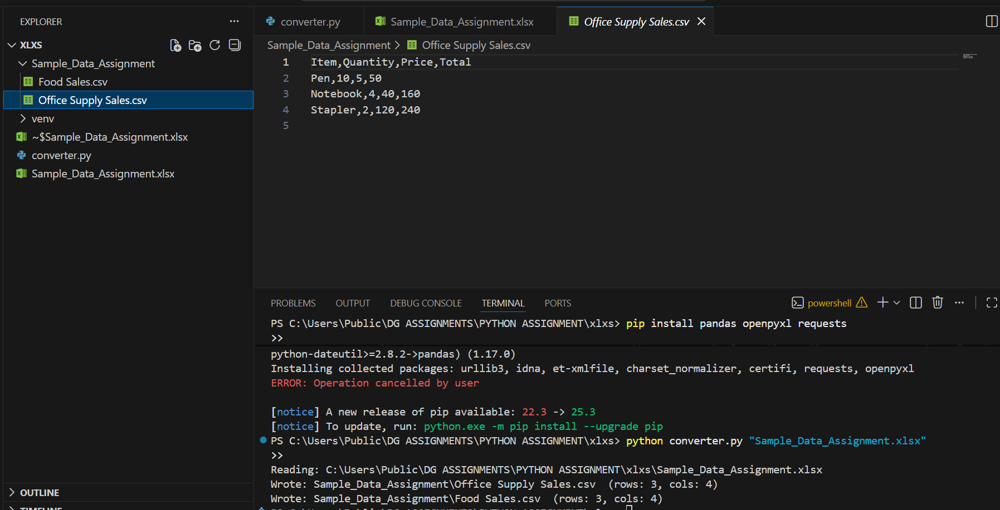 EXPLORER
XLXS
Sample_Data_Assignment
Food Sales.csv
Office Supply Sales.csv
venv
~$Sample_Data_Assignment.xlsx
converter.py
Sample_Data_Assignment.xlsx
OUTLINE
TIMELINE
converter.py
Sample_Data_Assignment.xlsx
Office Supply Sales.csv
Sample_Data_Assignment > Office Supply Sales.csv
1 Item,Quantity,Price,Total
2 Pen,10,5,50
3 Notebook,4,40,160
4 Stapler,2,120,240
5
PROBLEMS OUTPUT DEBUG CONSOLE TERMINAL PORTS
powershell
PS C:\Users\Public\DG ASSIGNMENTS\PYTHON ASSIGNMENT\xlxs> pip install pandas openpyxl requests
>>
python-dateutil>=2.8.2->pandas) (1.17.0)
Installing collected packages: urllib3, idna, et-xmlfile, charset_normalizer, certifi, requests, openpyxl
ERROR: Operation cancelled by user
[notice] A new release of pip available: 22.3 -> 25.3
[notice] To update, run: python.exe -m pip install --upgrade pip
PS C:\Users\Public\DG ASSIGNMENTS\PYTHON ASSIGNMENT\xlxs> python converter.py "Sample_Data_Assignment.xlsx"
>>
Reading: C:\Users\Public\DG ASSIGNMENTS\PYTHON ASSIGNMENT\xlxs\Sample_Data_Assignment.xlsx
Wrote: Sample_Data_Assignment\Office Supply Sales.csv  (rows: 3, cols: 4)
Wrote: Sample_Data_Assignment\Food Sales.csv  (rows: 3, cols: 4)